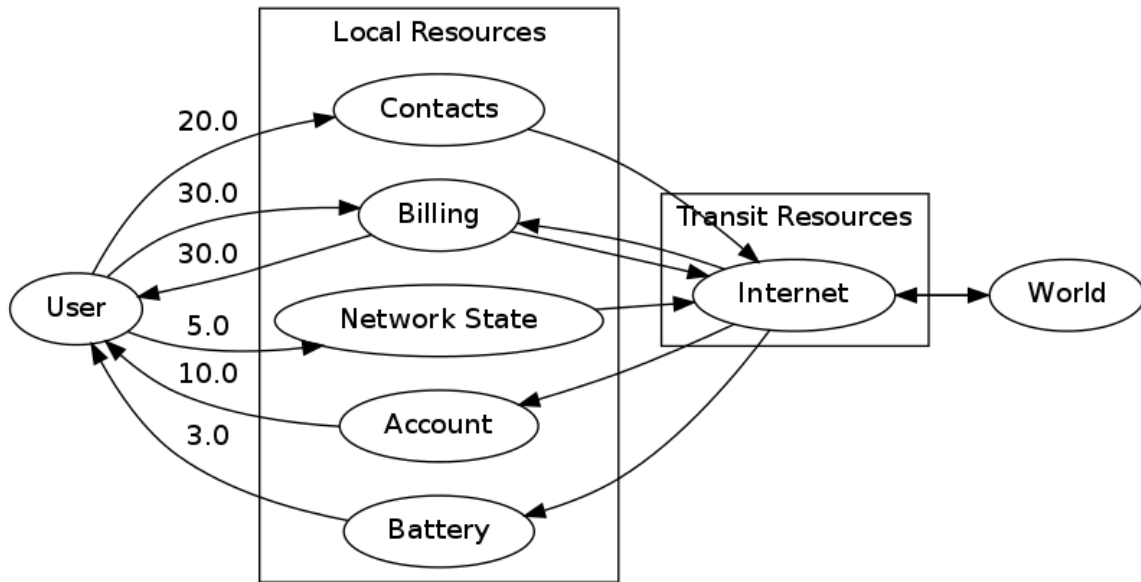 Local Resources
Contacts
20.0
30.0
Billing
Transit Resources
30.0
User
Network State
Internet
World
5.0
10.0
Account
3.0
Battery